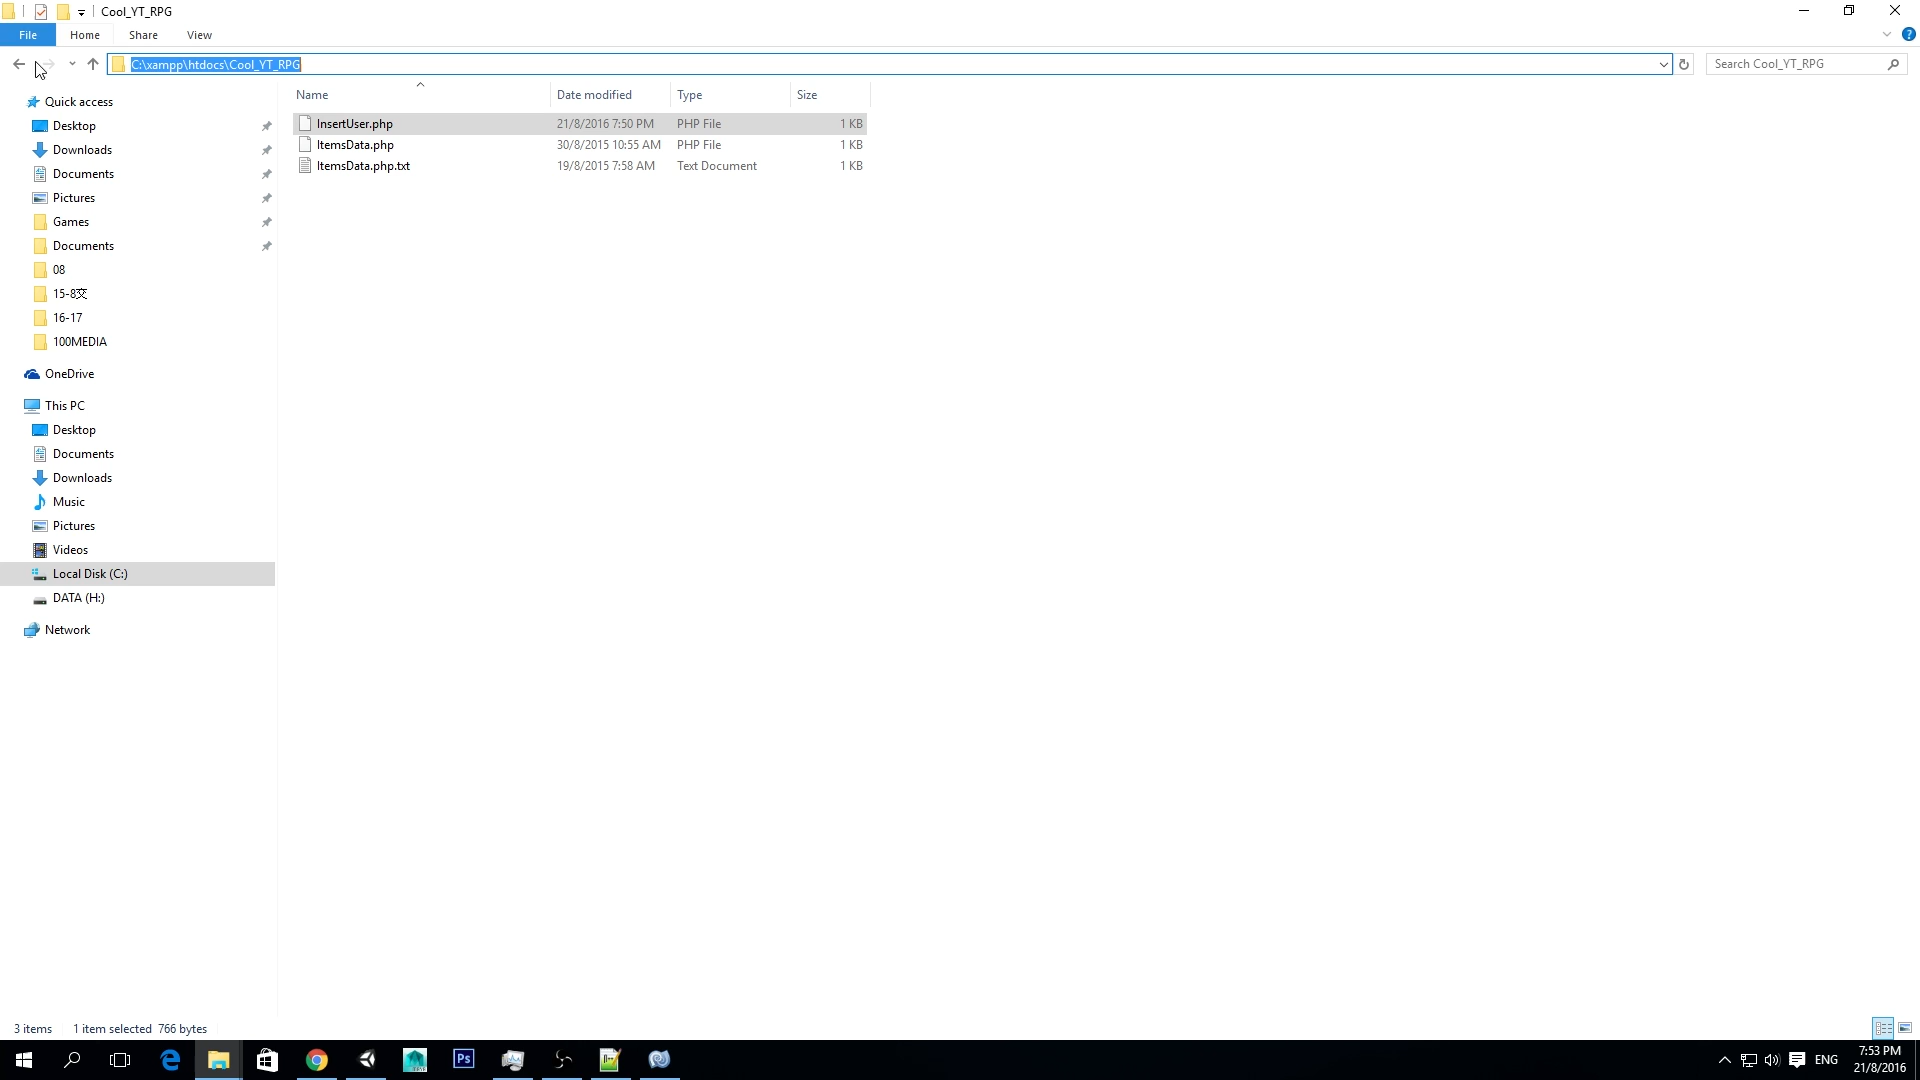 Cool_YT_RPG
File Home Share View
C:\xampp\htdocs\Cool_YT_RPG
Search Cool_YT_RPG
Name Date modified Type Size
InsertUser.php 21/8/2016 7:50 PM PHP File 1 KB
ItemsData.php 30/8/2015 10:55 AM PHP File 1 KB
ItemsData.php.txt 19/8/2015 7:58 AM Text Document 1 KB
Quick access
Desktop
Downloads
Documents
Pictures
Games
Documents
08
15-8交
16-17
100MEDIA
OneDrive
This PC
Desktop
Documents
Downloads
Music
Pictures
Videos
Local Disk (C:)
DATA (H:)
Network
3 items 1 item selected 766 bytes
Ps
ENG
7:53 PM
21/8/2016